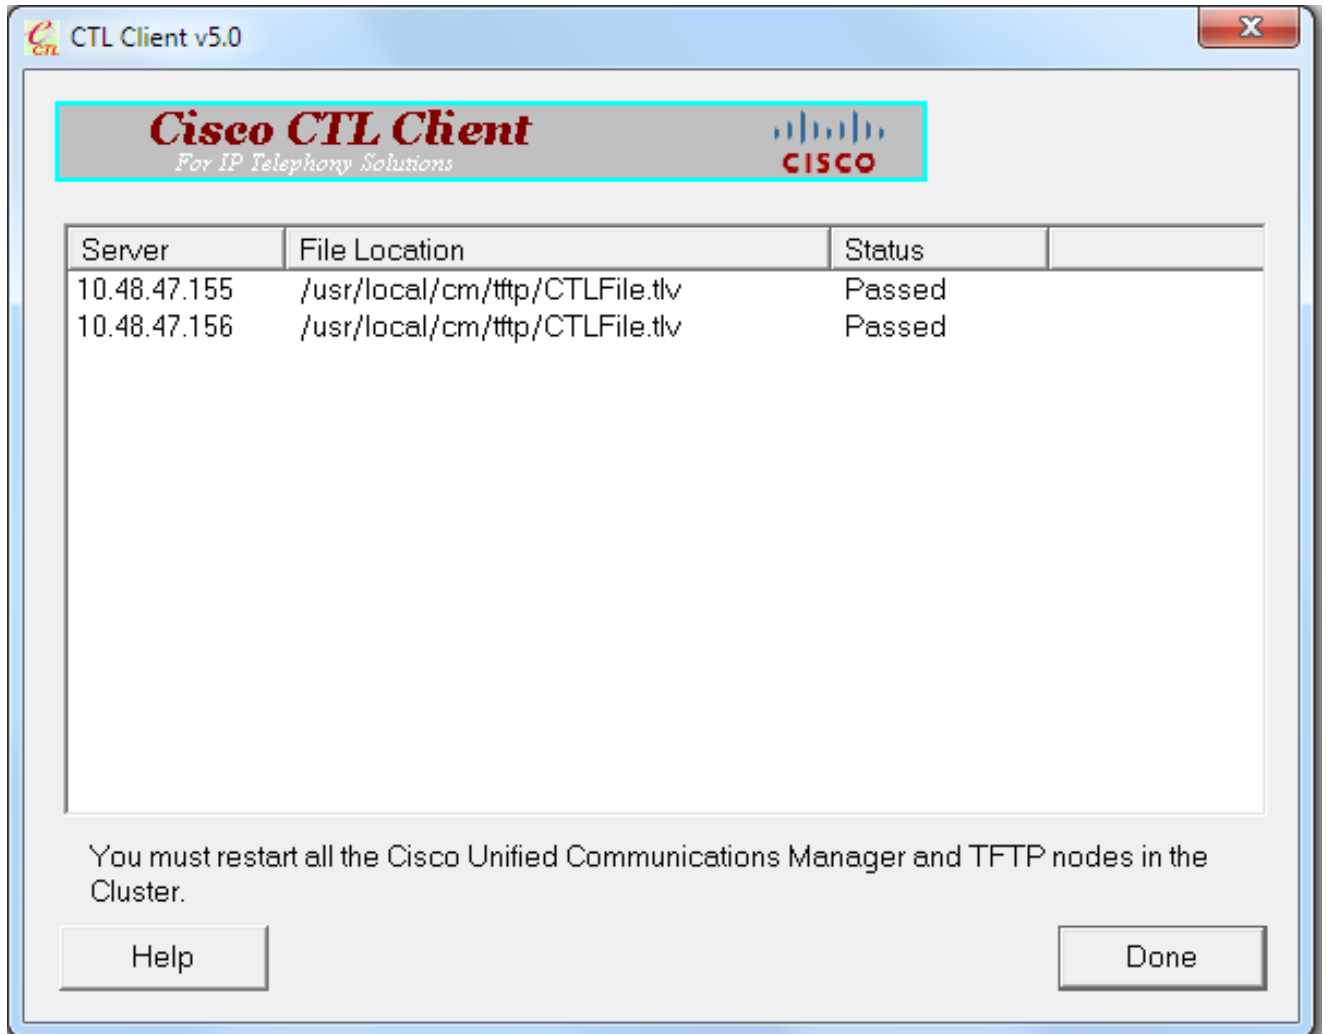 CTL Client v5.0
Cisco CTL Client
For IP Telephony Solutions
CISCO
Server File Location Status
10.48.47.155 /usr/local/cm/tftp/CTLFile.tlv Passed
10.48.47.156 /usr/local/cm/tftp/CTLFile.tlv Passed
You must restart all the Cisco Unified Communications Manager and TFTP nodes in the
Cluster.
Help Done